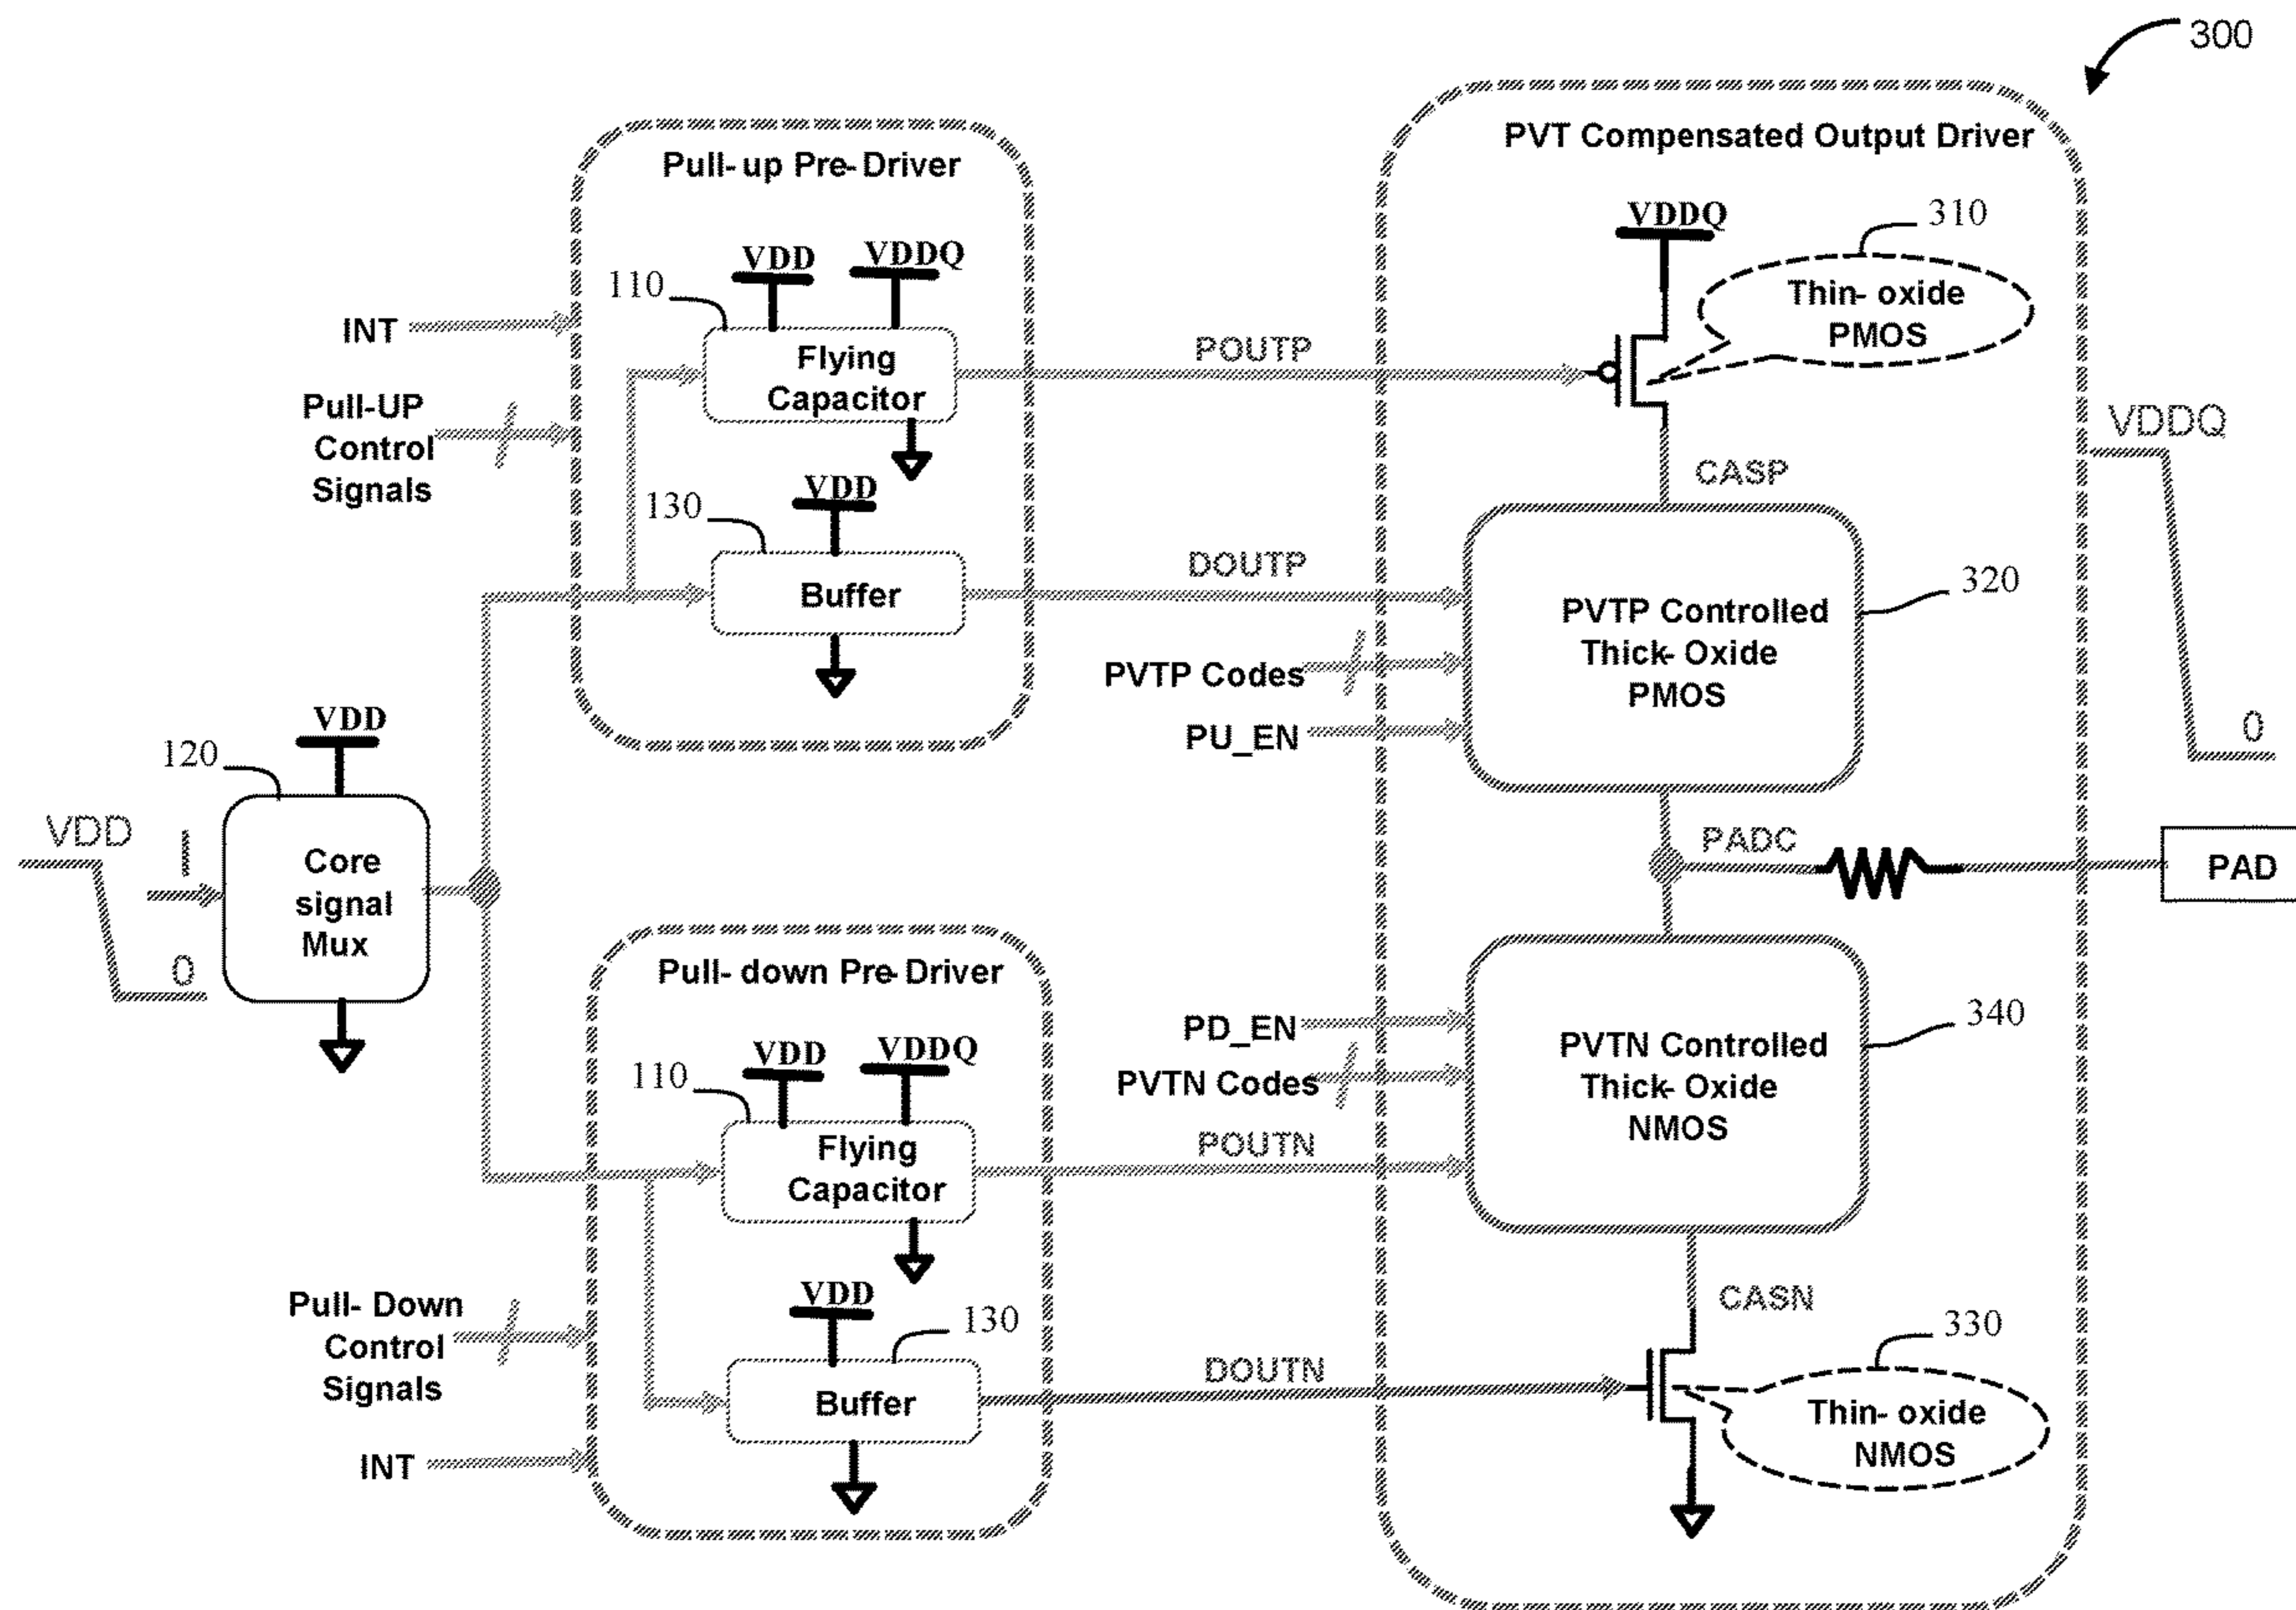 300
Pull-up Pre-Driver
PVT Compensated Output Driver
VDD
VDDQ
110
Flying
Capacitor
INT
Pull-UP
Control
Signals
VDD
130
Buffer
POUTP
DOUTP
VDDQ
310
Thin-oxide
PMOS
CASP
VDDQ
0
PVTP Codes
PU_EN
PVTP Controlled
Thick-Oxide
PMOS
320
VDD
120
VDD
I
0
Core
signal
Mux
PADC
PAD
Pull-down Pre-Driver
VDD
VDDQ
110
Flying
Capacitor
PD_EN
PVTN Codes
POUTN
PVTN Controlled
Thick-Oxide
NMOS
340
Pull-Down
Control
Signals
INT
VDD
130
Buffer
DOUTN
CASN
330
Thin-oxide
NMOS